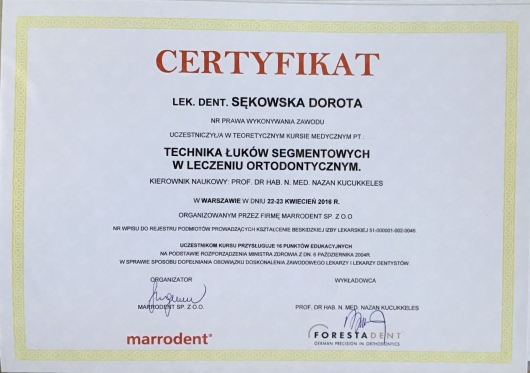 CERTYFIKAT
LEK. DENT. SĘKOWSKA DOROTA
NR PRAWA WYKONYWANIA ZAWODU
UCZESTNICZYŁ/A W TEORETYCZNYM KURSIE MEDYCZNYM PT.:
TECHNIKA ŁUKÓW SEGMENTOWYCH
W LECZENIU ORTODONTYCZNYM.
KIEROWNIK NAUKOWY: PROF. DR HAB. N. MED. NAZAN KUCUKKELES
W WARSZAWIE W DNIU 22-23 KWIECIEŃ 2016 R.
ORGANIZOWANYM PRZEZ FIRMĘ MARRODENT SP. Z O.O
NR WPISU DO REJESTRU PODMIOTÓW PROWADZĄCYCH KSZTAŁCENIE BESKIDZKIEJ IZBY LEKARSKIEJ 51-000001-002-0046
UCZESTNIKOM KURSU PRZYSŁUGUJE 16 PUNKTÓW EDUKACYJNYCH
NA PODSTAWIE ROZPORZĄDZENIA MINISTRA ZDROWIA Z DN. 6 PAŹDZIERNIKA 2004R.
W SPRAWIE SPOSOBU DOPEŁNIANIA OBOWIĄZKU DOSKONALENIA ZAWODOWEGO LEKARZY I LEKARZY DENTYSTÓW.
ORGANIZATOR
WYKŁADOWCA
MARRODENT SP. Z O.O.
PROF. DR HAB. N. MED. NAZAN KUCUKKELES
marrodent®
FORESTADENT
GERMAN PRECISION IN ORTHODONTICS